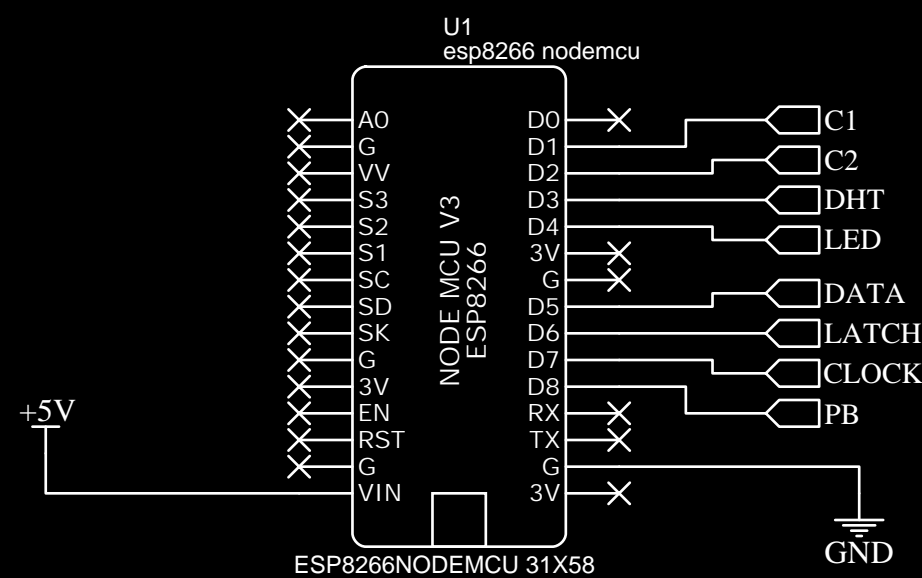 U1
esp8266 nodemcu
A0
G
VV
S3
S2
S1
SC
SD
SK
G
3V
EN
RST
G
VIN
NODE MCU V3
ESP8266
D0
D1
D2
D3
D4
3V
G
D5
D6
D7
D8
RX
TX
G
3V
C1
C2
DHT
LED
DATA
LATCH
CLOCK
PB
+5V
GND
ESP8266NODEMCU 31X58